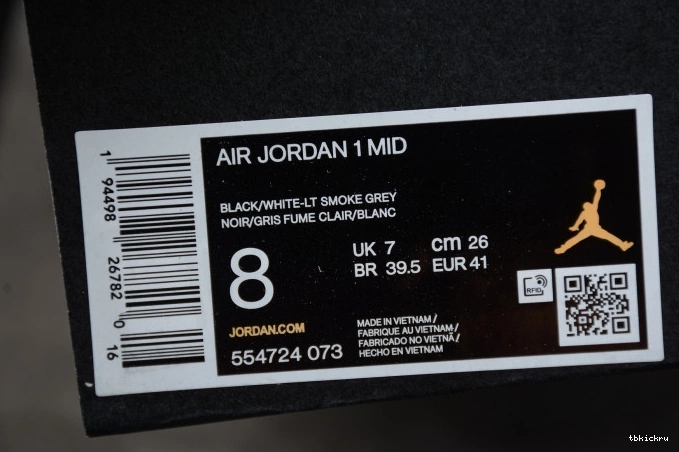 AIR JORDAN 1 MID
BLACK/WHITE-LT SMOKE GREY
NOIR/GRIS FUME CLAIR/BLANC
8
UK 7 cm 26
BR 39.5 EUR 41
JORDAN.COM
554724 073
MADE IN VIETNAM /
FABRIQUE AU VIETNAM /
FABRICADO NO VIETNÃ /
HECHO EN VIETNAM
RFID
1 94498 26782 0 16
tbkickru